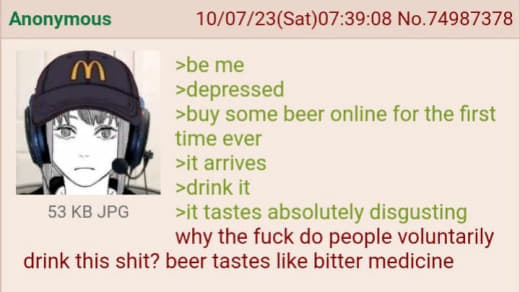 Anonymous 10/07/23(Sat)07:39:08 No.74987378
>be me
>depressed
>buy some beer online for the first
time ever
>it arrives
>drink it
>it tastes absolutely disgusting
53 KB JPG
why the fuck do people voluntarily
drink this shit? beer tastes like bitter medicine